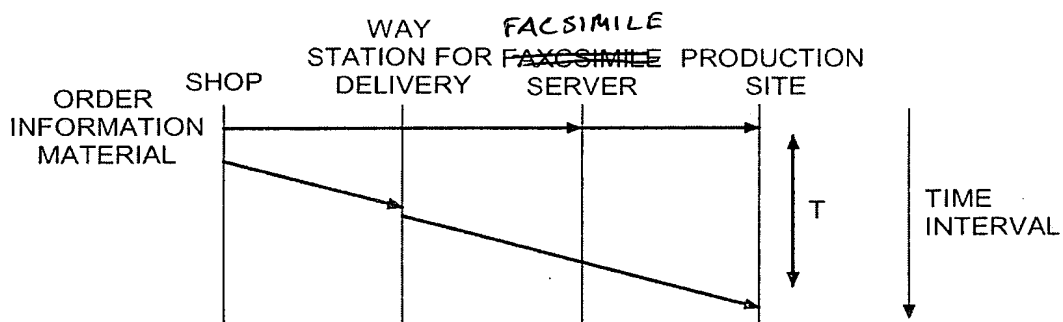 WAY
STATION FOR
DELIVERY
FACSIMILE
FAXCSIMILE
SERVER
PRODUCTION
SITE
SHOP
ORDER
INFORMATION
MATERIAL
T
TIME
INTERVAL